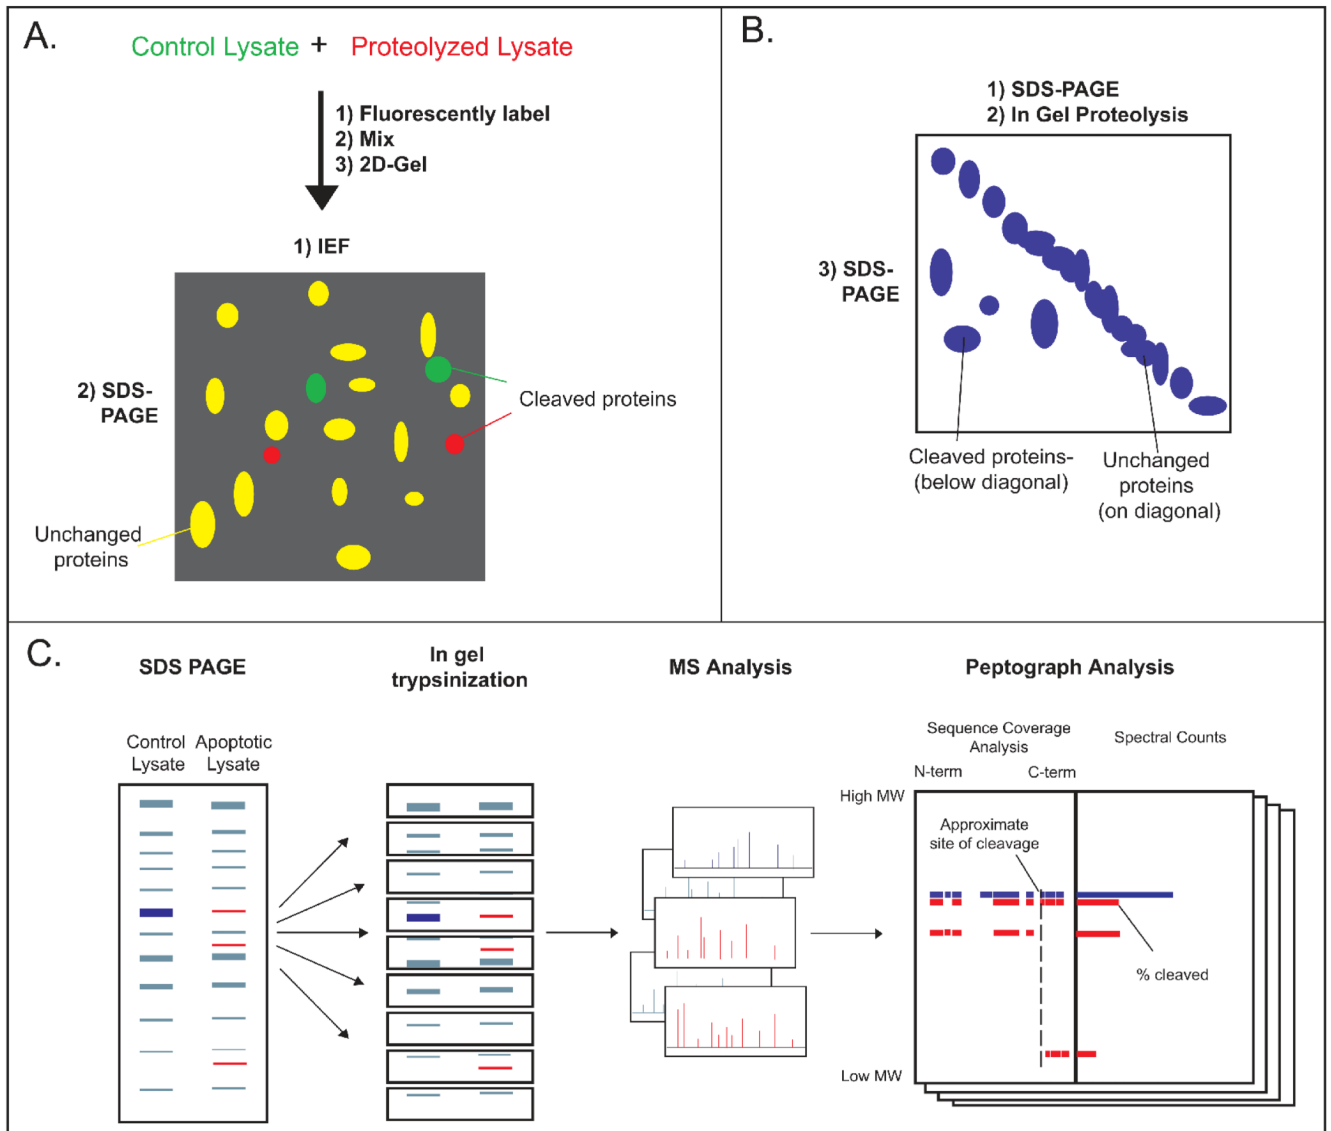 A.
Control Lysate + Proteolyzed Lysate
1) Fluorescently label
2) Mix
3) 2D-Gel
1) IEF
2) SDS-
PAGE
Cleaved proteins
Unchanged
proteins
B.
1) SDS-PAGE
2) In Gel Proteolysis
3) SDS-
PAGE
Cleaved proteins-
(below diagonal)
Unchanged
proteins
(on diagonal)
C.
SDS PAGE
In gel
trypsinization
MS Analysis
Peptograph Analysis
Control
Lysate
Apoptotic
Lysate
Sequence Coverage
Analysis
Spectral Counts
N-term
C-term
High MW
Approximate
site of cleavage
% cleaved
Low MW